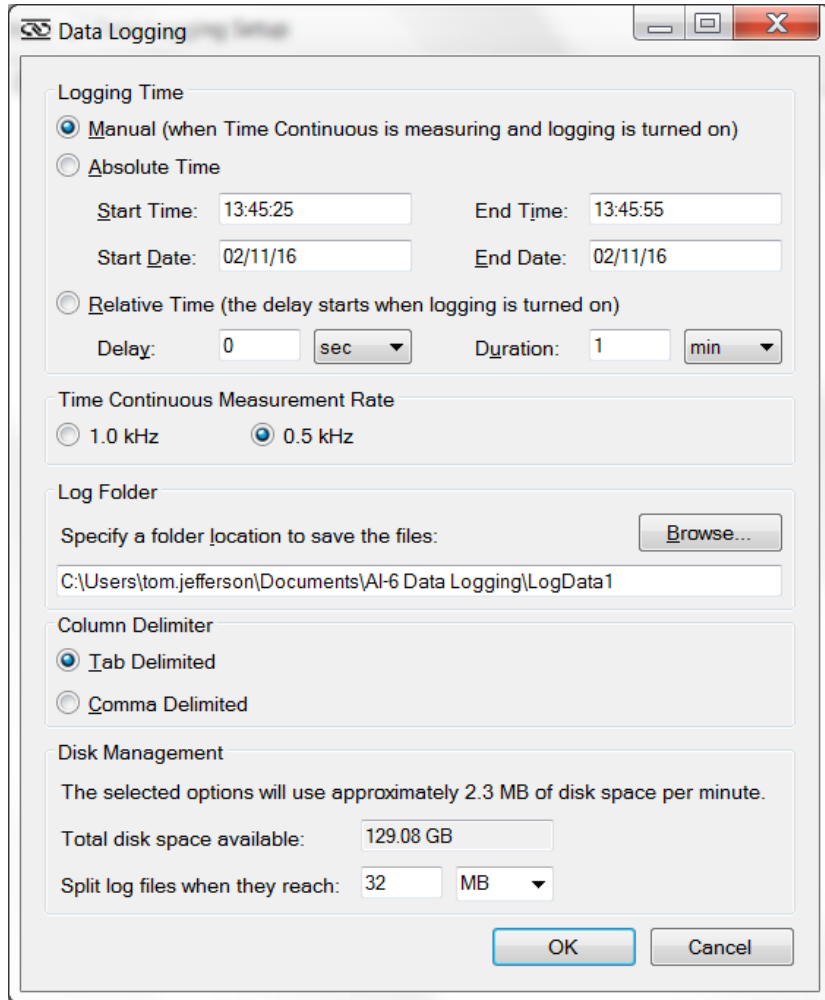 Data Logging
Logging Time
Manual (when Time Continuous is measuring and logging is turned on)
Absolute Time
Start Time: 13:45:25 End Time: 13:45:55
Start Date: 02/11/16 End Date: 02/11/16
Relative Time (the delay starts when logging is turned on)
Delay: 0 sec Duration: 1 min
Time Continuous Measurement Rate
1.0 kHz 0.5 kHz
Log Folder
Specify a folder location to save the files: Browse...
C:\Users\tom.jefferson\Documents\AI-6 Data Logging\LogData1
Column Delimiter
Tab Delimited
Comma Delimited
Disk Management
The selected options will use approximately 2.3 MB of disk space per minute.
Total disk space available: 129.08 GB
Split log files when they reach: 32 MB
OK Cancel